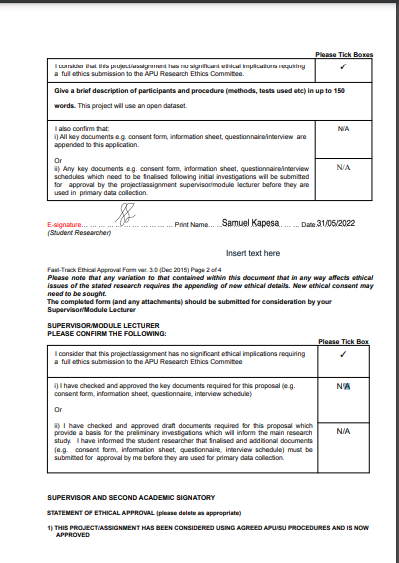 Please Tick Boxes
I consider that this project/assignment has no significant ethical implications requiring
a full ethics submission to the APU Research Ethics Committee.
✓
Give a brief description of participants and procedure (methods, tests used etc) in up to 150
words. This project will use an open dataset.
I also confirm that:
i) All key documents e.g. consent form, information sheet, questionnaire/interview are
appended to this application.
N/A
Or
ii) Any key documents e.g. consent form, information sheet, questionnaire/interview
schedules which need to be finalised following initial investigations will be submitted
for approval by the project/assignment supervisor/module lecturer before they are
used in primary data collection.
N/A
E-signature... Print Name... Samuel Kapesa ... Date.31/05/2022
(Student Researcher)
Insert text here
Fast-Track Ethical Approval Form ver. 3.0 (Dec 2015) Page 2 of 4
Please note that any variation to that contained within this document that in any way affects ethical
issues of the stated research requires the appending of new ethical details. New ethical consent may
need to be sought.
The completed form (and any attachments) should be submitted for consideration by your
Supervisor/Module Lecturer
SUPERVISOR/MODULE LECTURER
PLEASE CONFIRM THE FOLLOWING:
Please Tick Box
I consider that this project/assignment has no significant ethical implications requiring
a full ethics submission to the APU Research Ethics Committee
✓
i) I have checked and approved the key documents required for this proposal (e.g.
consent form, information sheet, questionnaire, interview schedule)
N/A
Or
ii) I have checked and approved draft documents required for this proposal which
provide a basis for the preliminary investigations which will inform the main research
study. I have informed the student researcher that finalised and additional documents
(e.g. consent form, information sheet, questionnaire, interview schedule) must be
submitted for approval by me before they are used for primary data collection.
N/A
SUPERVISOR AND SECOND ACADEMIC SIGNATORY
STATEMENT OF ETHICAL APPROVAL (please delete as appropriate)
1) THIS PROJECT/ASSIGNMENT HAS BEEN CONSIDERED USING AGREED APU/SU PROCEDURES AND IS NOW
APPROVED